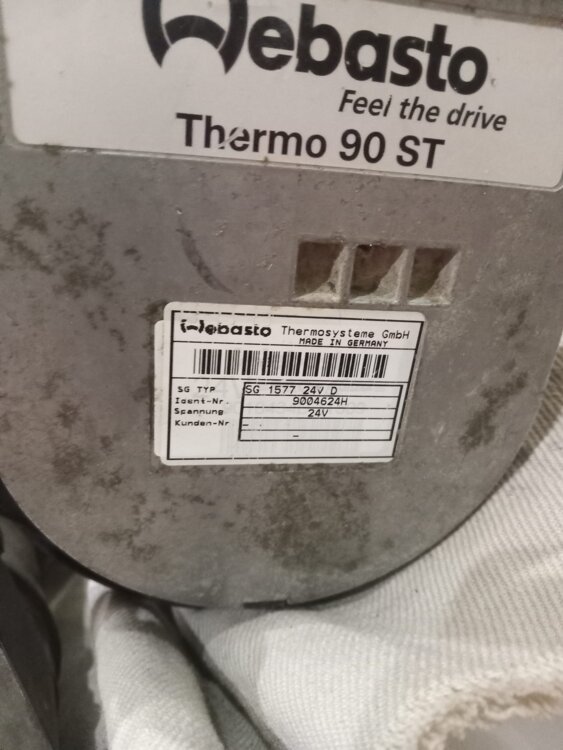 Webasto
Feel the drive
Thermo 90 ST
Webasto Thermosysteme GmbH
MADE IN GERMANY
SG TYP SG 1577 24V D
Ident-Nr. 9004624H
Spannung 24V
Kunden-Nr -
-